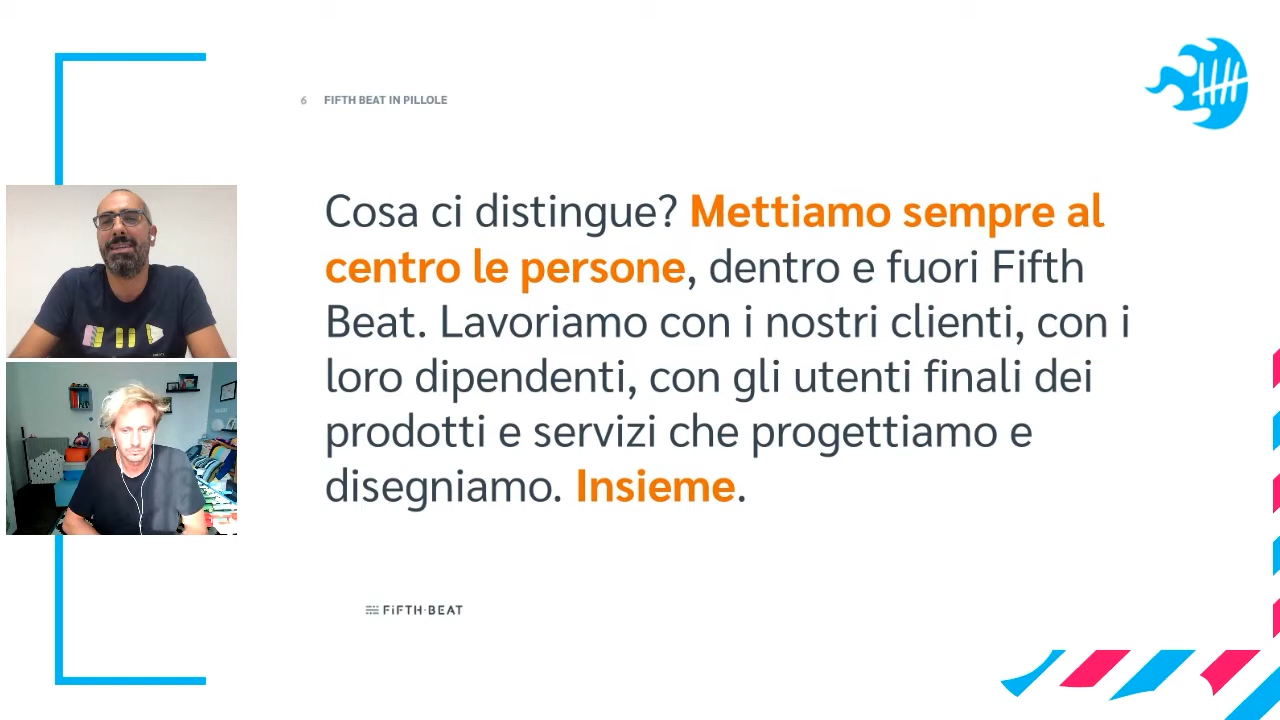 6 FIFTH BEAT IN PILLOLE
Cosa ci distingue? Mettiamo sempre al
centro le persone, dentro e fuori Fifth
Beat. Lavoriamo con i nostri clienti, con i
loro dipendenti, con gli utenti finali dei
prodotti e servizi che progettiamo e
disegniamo. Insieme.
FiFTH·BEAT